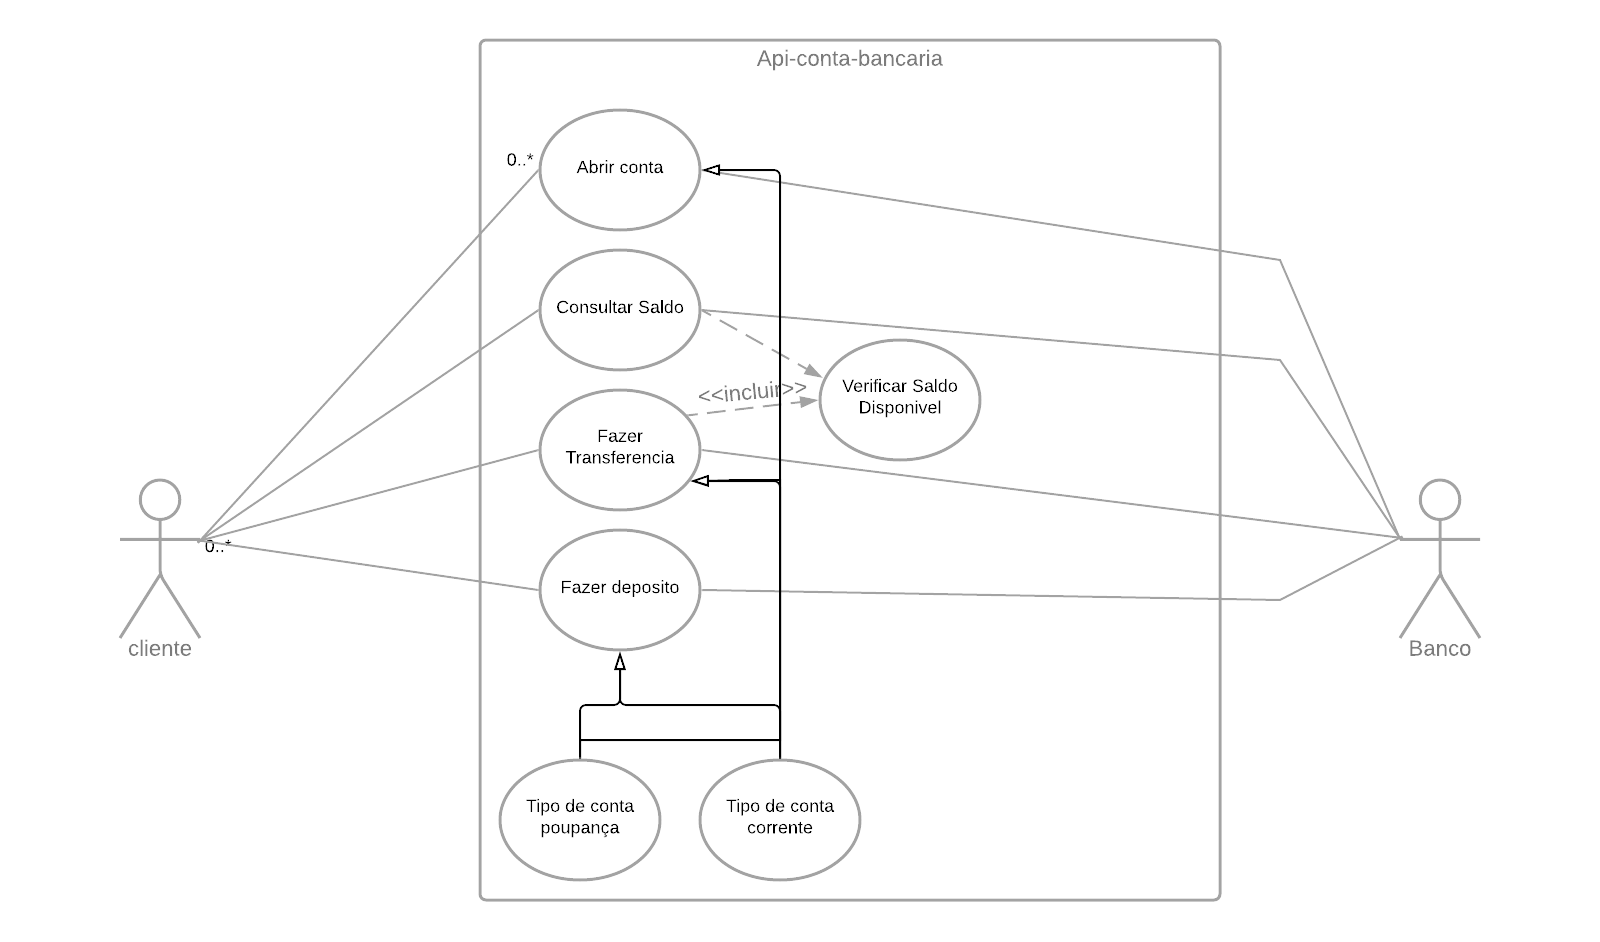 Api-conta-bancaria
0..*
Abrir conta
Consultar Saldo
Verificar Saldo
Disponivel
<<incluir>>
Fazer
Transferencia
0..*
Fazer deposito
cliente
Banco
Tipo de conta
poupança
Tipo de conta
corrente